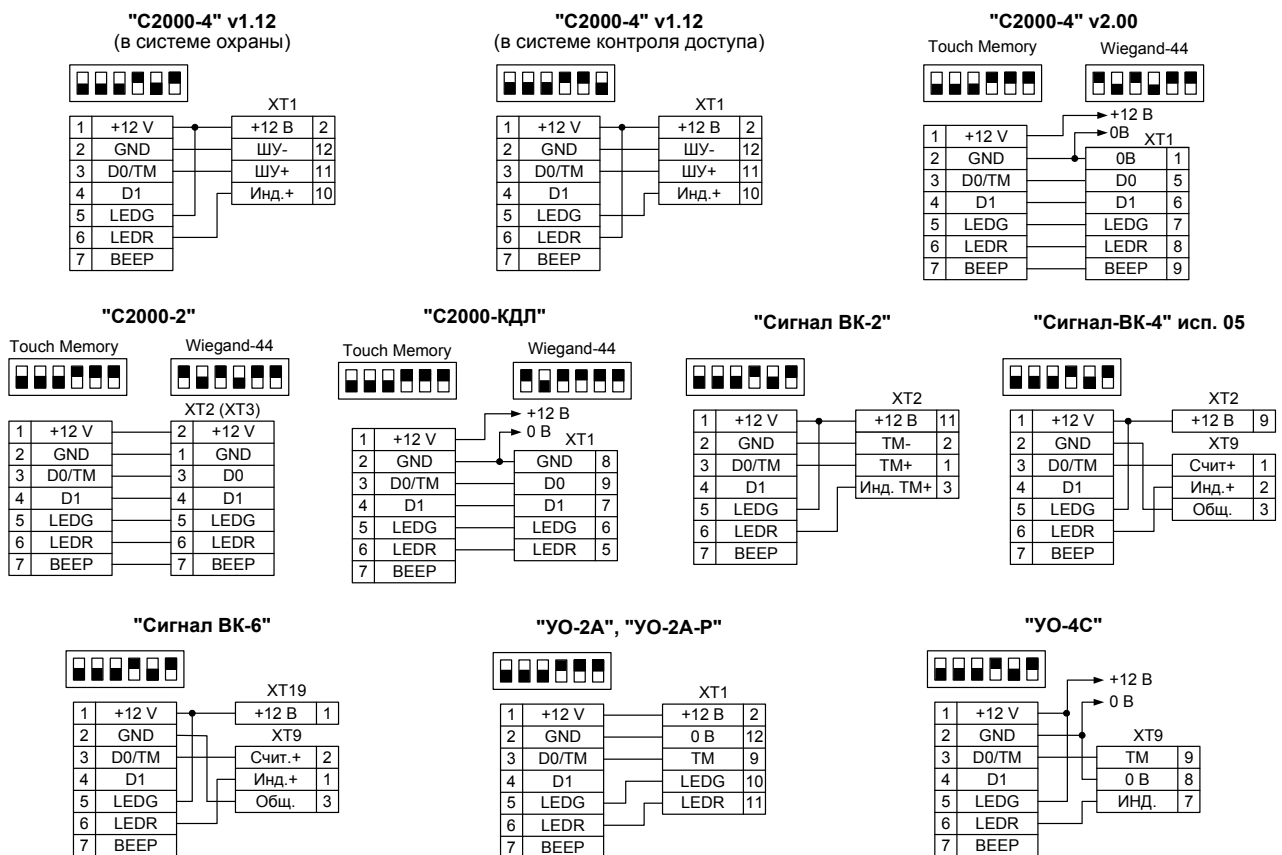 "С2000-4" v1.12
(в системе охраны)
XT1
1 +12 V +12 В 2
2 GND ШУ- 12
3 D0/TM ШУ+ 11
4 D1 Инд.+ 10
5 LEDG
6 LEDR
7 BEEP
"С2000-4" v1.12
(в системе контроля доступа)
XT1
1 +12 V +12 В 2
2 GND ШУ- 12
3 D0/TM ШУ+ 11
4 D1 Инд.+ 10
5 LEDG
6 LEDR
7 BEEP
"С2000-4" v2.00
Touch Memory Wiegand-44
+12 В
0В XT1
1 +12 V
2 GND 0В 1
3 D0/TM D0 5
4 D1 D1 6
5 LEDG LEDG 7
6 LEDR LEDR 8
7 BEEP BEEP 9
"С2000-2"
Touch Memory Wiegand-44
XT2 (XT3)
1 +12 V 2 +12 V
2 GND 1 GND
3 D0/TM 3 D0
4 D1 4 D1
5 LEDG 5 LEDG
6 LEDR 6 LEDR
7 BEEP 7 BEEP
"С2000-КДЛ"
Touch Memory Wiegand-44
+12 В
0 В XT1
1 +12 V
2 GND GND 8
3 D0/TM D0 9
4 D1 D1 7
5 LEDG LEDG 6
6 LEDR LEDR 5
7 BEEP
"Сигнал ВК-2"
XT2
1 +12 V +12 В 11
2 GND TM- 2
3 D0/TM TM+ 1
4 D1 Инд. TM+ 3
5 LEDG
6 LEDR
7 BEEP
"Сигнал-ВК-4" исп. 05
XT2
1 +12 V +12 В 9
2 GND XT9
3 D0/TM Счит+ 1
4 D1 Инд.+ 2
5 LEDG Общ. 3
6 LEDR
7 BEEP
"Сигнал ВК-6"
XT19
1 +12 V +12 В 1
2 GND XT9
3 D0/TM Счит.+ 2
4 D1 Инд.+ 1
5 LEDG Общ. 3
6 LEDR
7 BEEP
"УО-2А", "УО-2А-Р"
XT1
1 +12 V +12 В 2
2 GND 0 В 12
3 D0/TM TM 9
4 D1 LEDG 10
5 LEDG LEDR 11
6 LEDR
7 BEEP
"УО-4С"
+12 В
0 В
1 +12 V
2 GND XT9
3 D0/TM TM 9
4 D1 0 В 8
5 LEDG ИНД. 7
6 LEDR
7 BEEP